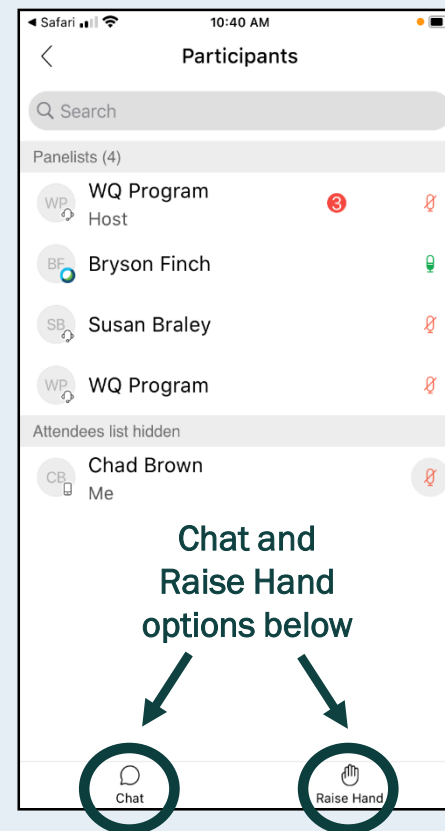 Safari 10:40 AM
Participants
Search
Panelists (4)
WP WQ Program 3
Host
BF Bryson Finch
SB Susan Braley
WP WQ Program
Attendees list hidden
CB Chad Brown
Me
Chat and
Raise Hand
options below
Chat Raise Hand